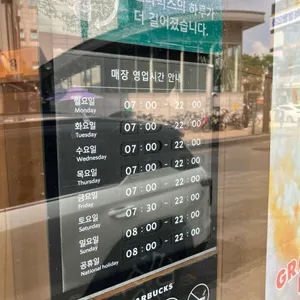 더 길어졌습니다.
매장 영업시간 안내
월요일 07 : 00 - 22 : 00
Monday
화요일 07 : 00 - 22 : 00
Tuesday
수요일 07 : 00 - 22 : 00
Wednesday
목요일 07 : 00 - 22 : 00
Thursday
금요일 07 : 00 - 22 : 00
Friday
토요일 07 : 30 - 22 : 00
Saturday
일요일 08 : 00 - 22 : 00
Sunday
공휴일 08 : 00 - 22 : 00
National holiday
STARBUCKS
GRA